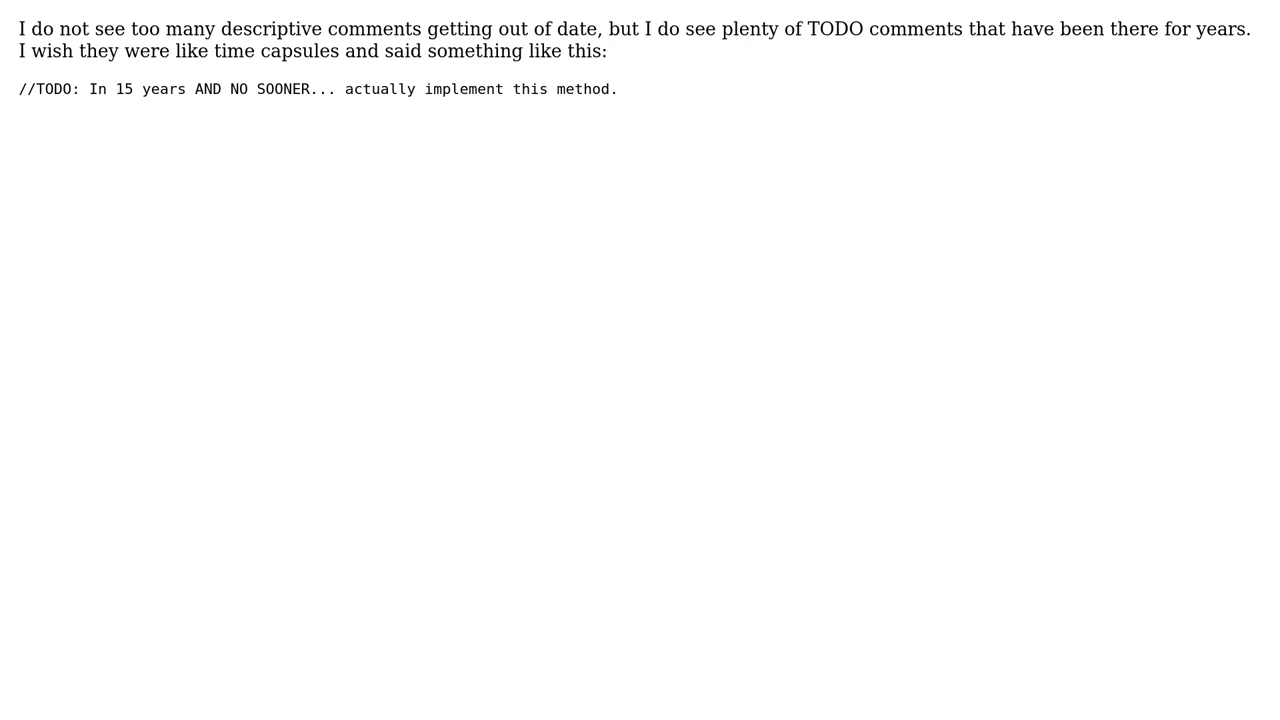 I do not see too many descriptive comments getting out of date, but I do see plenty of TODO comments that have been there for years.
I wish they were like time capsules and said something like this:
//TODO: In 15 years AND NO SOONER... actually implement this method.